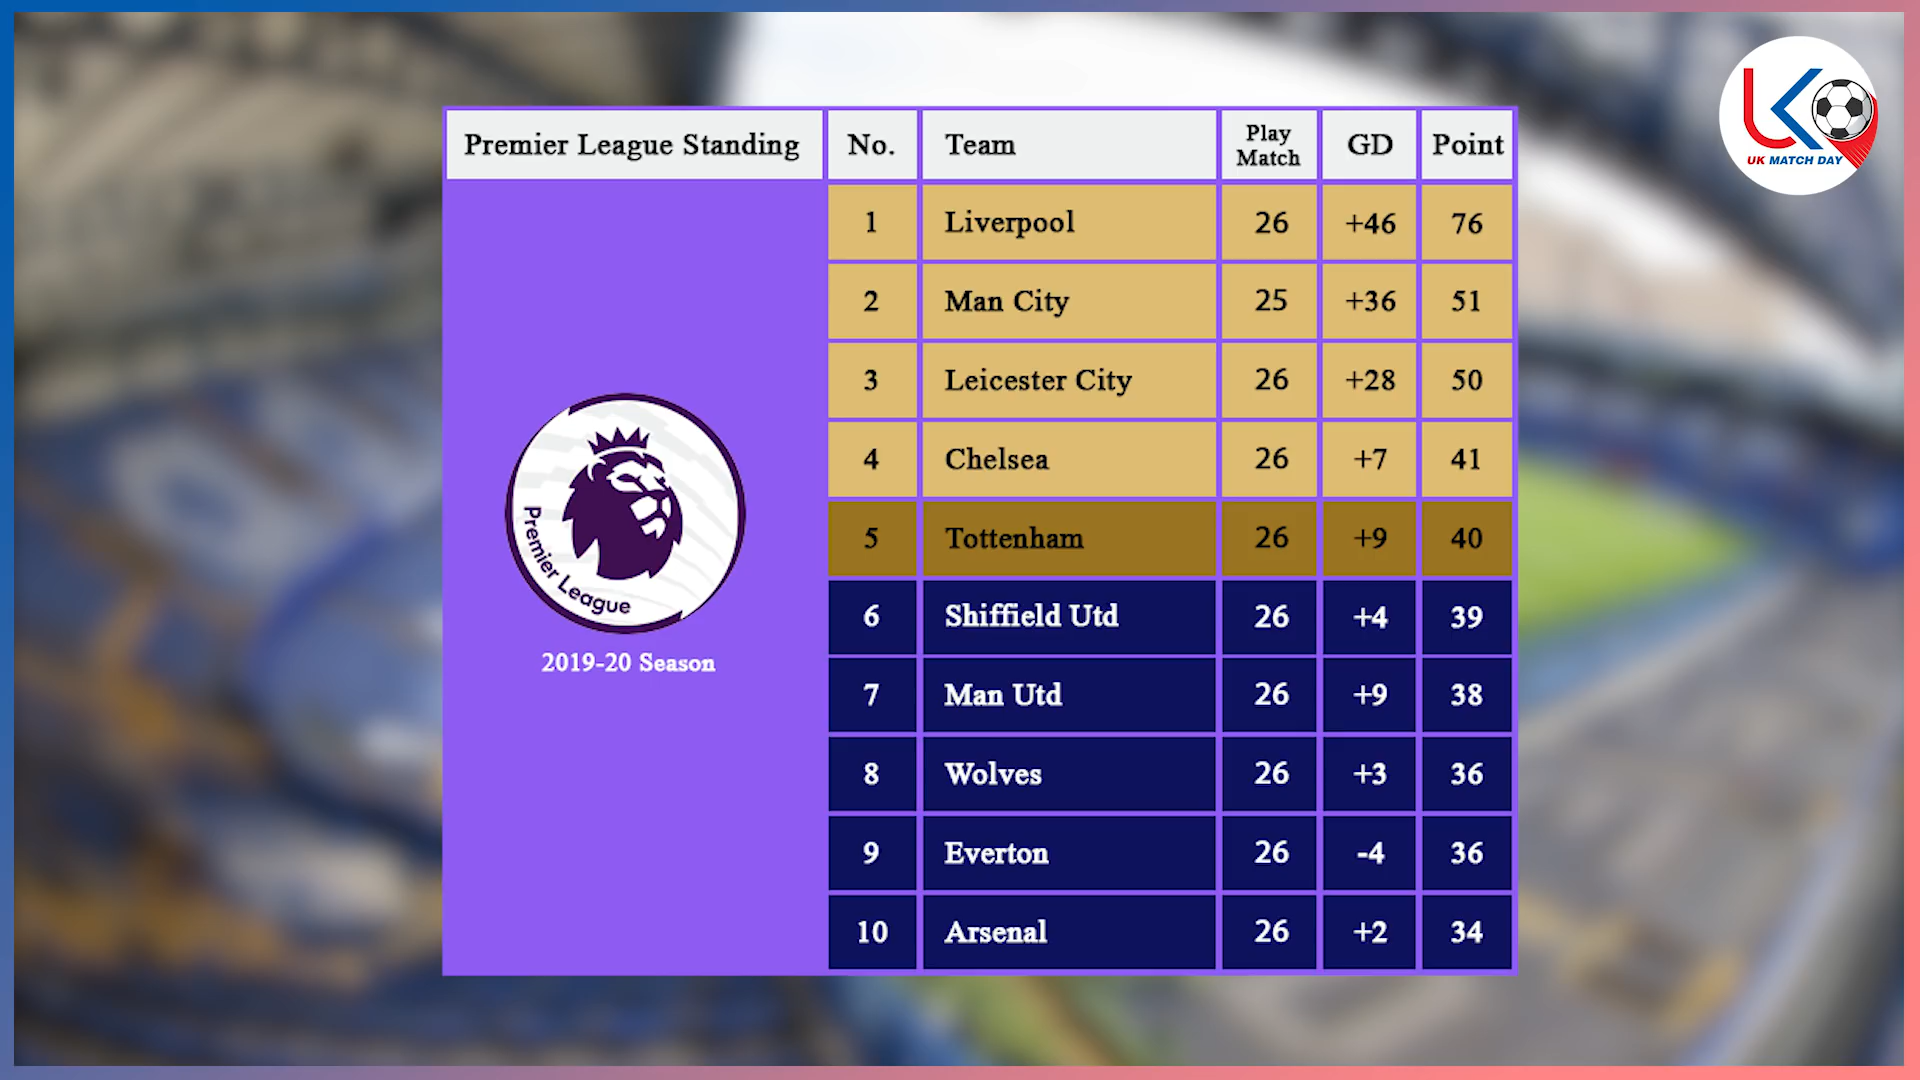 Premier League Standing No. Team Play Match GD Point
1 Liverpool 26 +46 76
2 Man City 25 +36 51
3 Leicester City 26 +28 50
4 Chelsea 26 +7 41
5 Tottenham 26 +9 40
6 Shiffield Utd 26 +4 39
7 Man Utd 26 +9 38
8 Wolves 26 +3 36
9 Everton 26 -4 36
10 Arsenal 26 +2 34
Premier League
2019-20 Season
UK
UK MATCH DAY